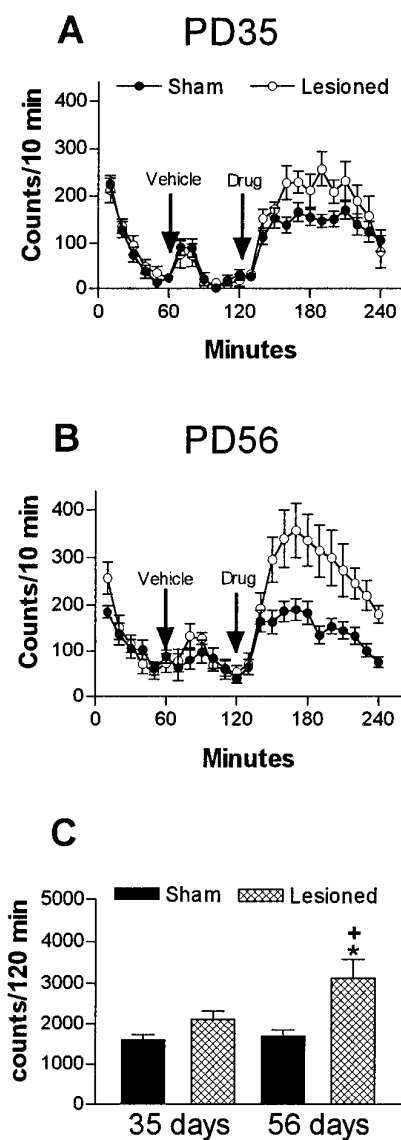 A PD35
Sham Lesioned
Counts/10 min
400
300
200
100
0
Vehicle Drug
0 60 120 180 240
Minutes
B PD56
Counts/10 min
400
300
200
100
0
Vehicle Drug
0 60 120 180 240
Minutes
C
Sham Lesioned
counts/120 min
5000
4000
3000
2000
1000
0
+
*
35 days 56 days